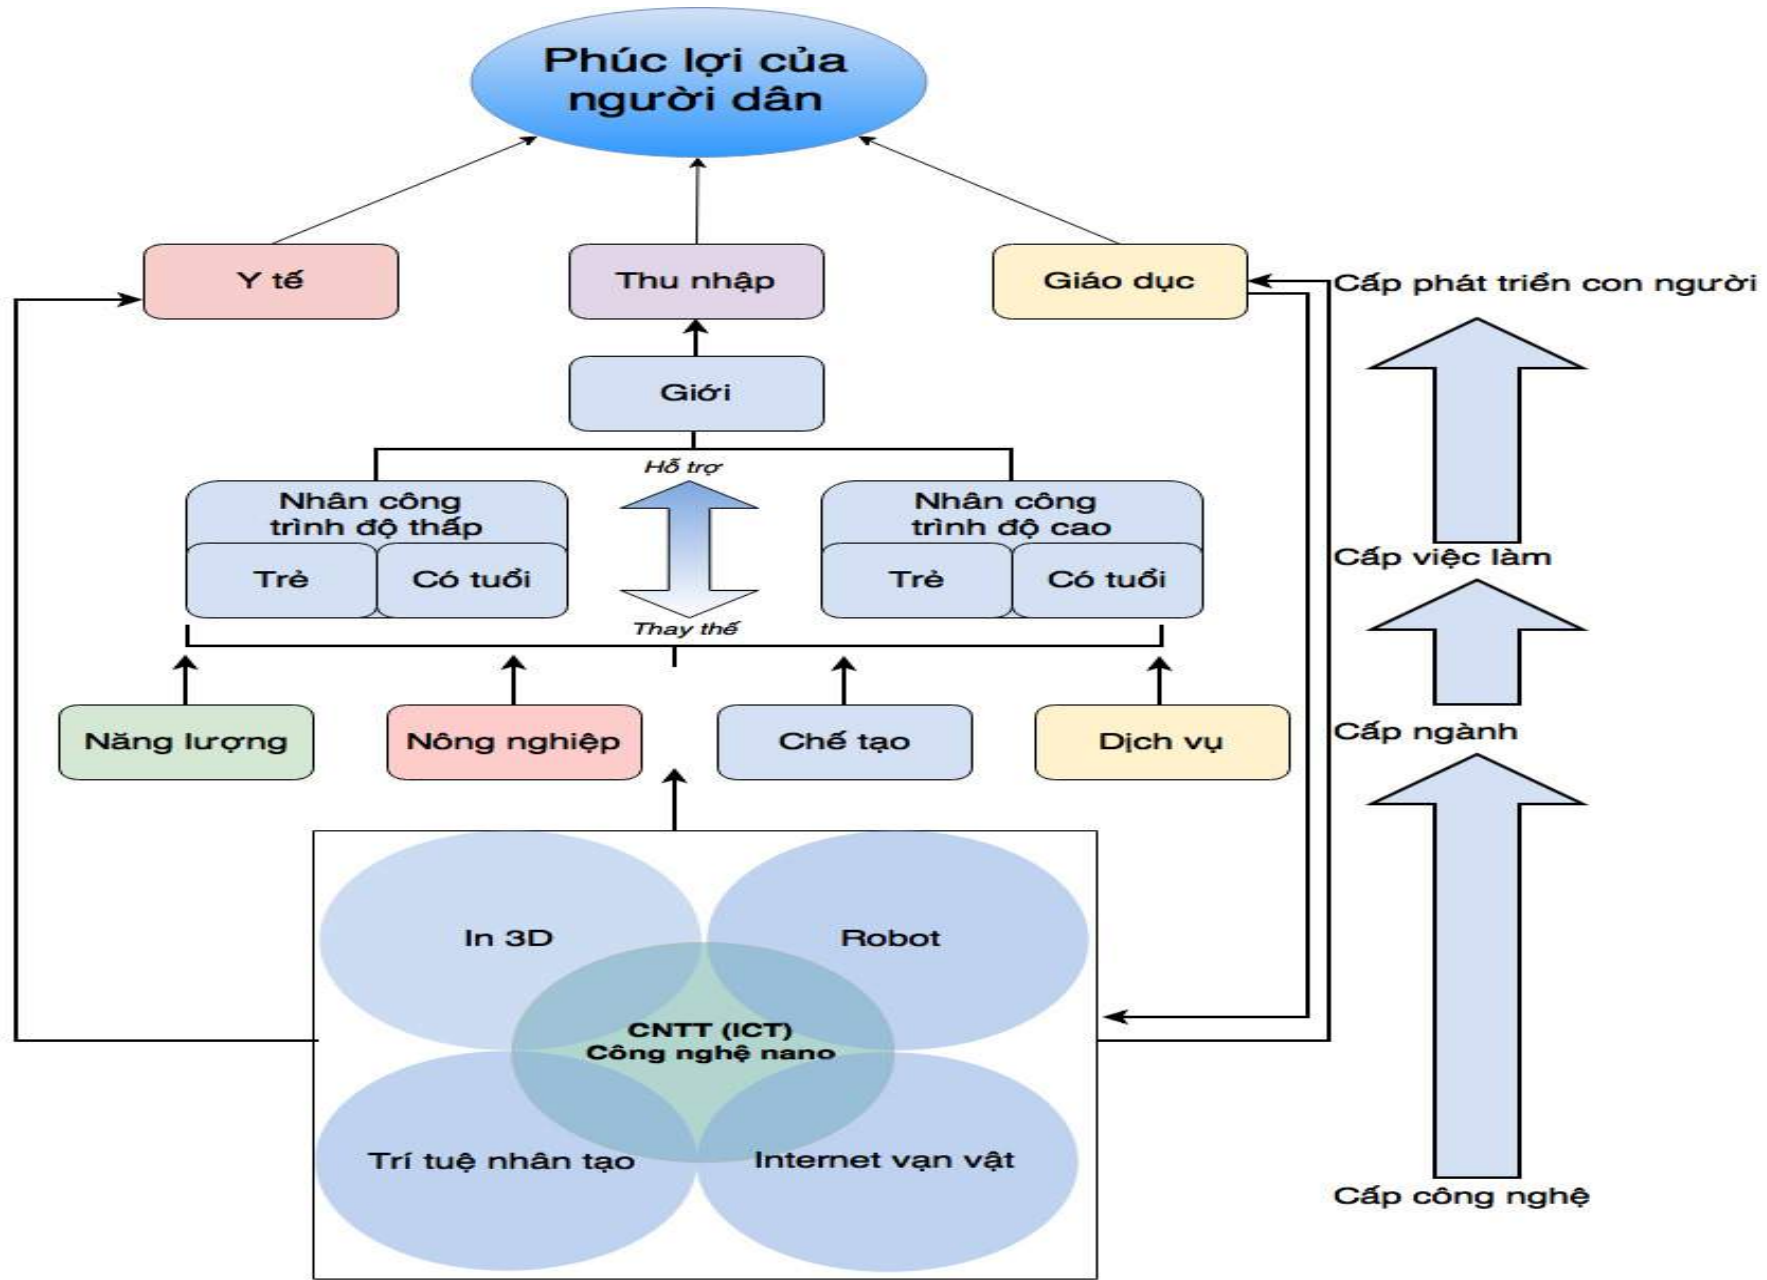 Phúc lợi của
người dân
Y tế
Thu nhập
Giáo dục
Cấp phát triển con người
Giới
Hỗ trợ
Nhân công
trình độ thấp
Nhân công
trình độ cao
Trẻ
Có tuổi
Trẻ
Có tuổi
Cấp việc làm
Thay thế
Năng lượng
Nông nghiệp
Chế tạo
Dịch vụ
Cấp ngành
In 3D
Robot
CNTT (ICT)
Công nghệ nano
Trí tuệ nhân tạo
Internet vạn vật
Cấp công nghệ